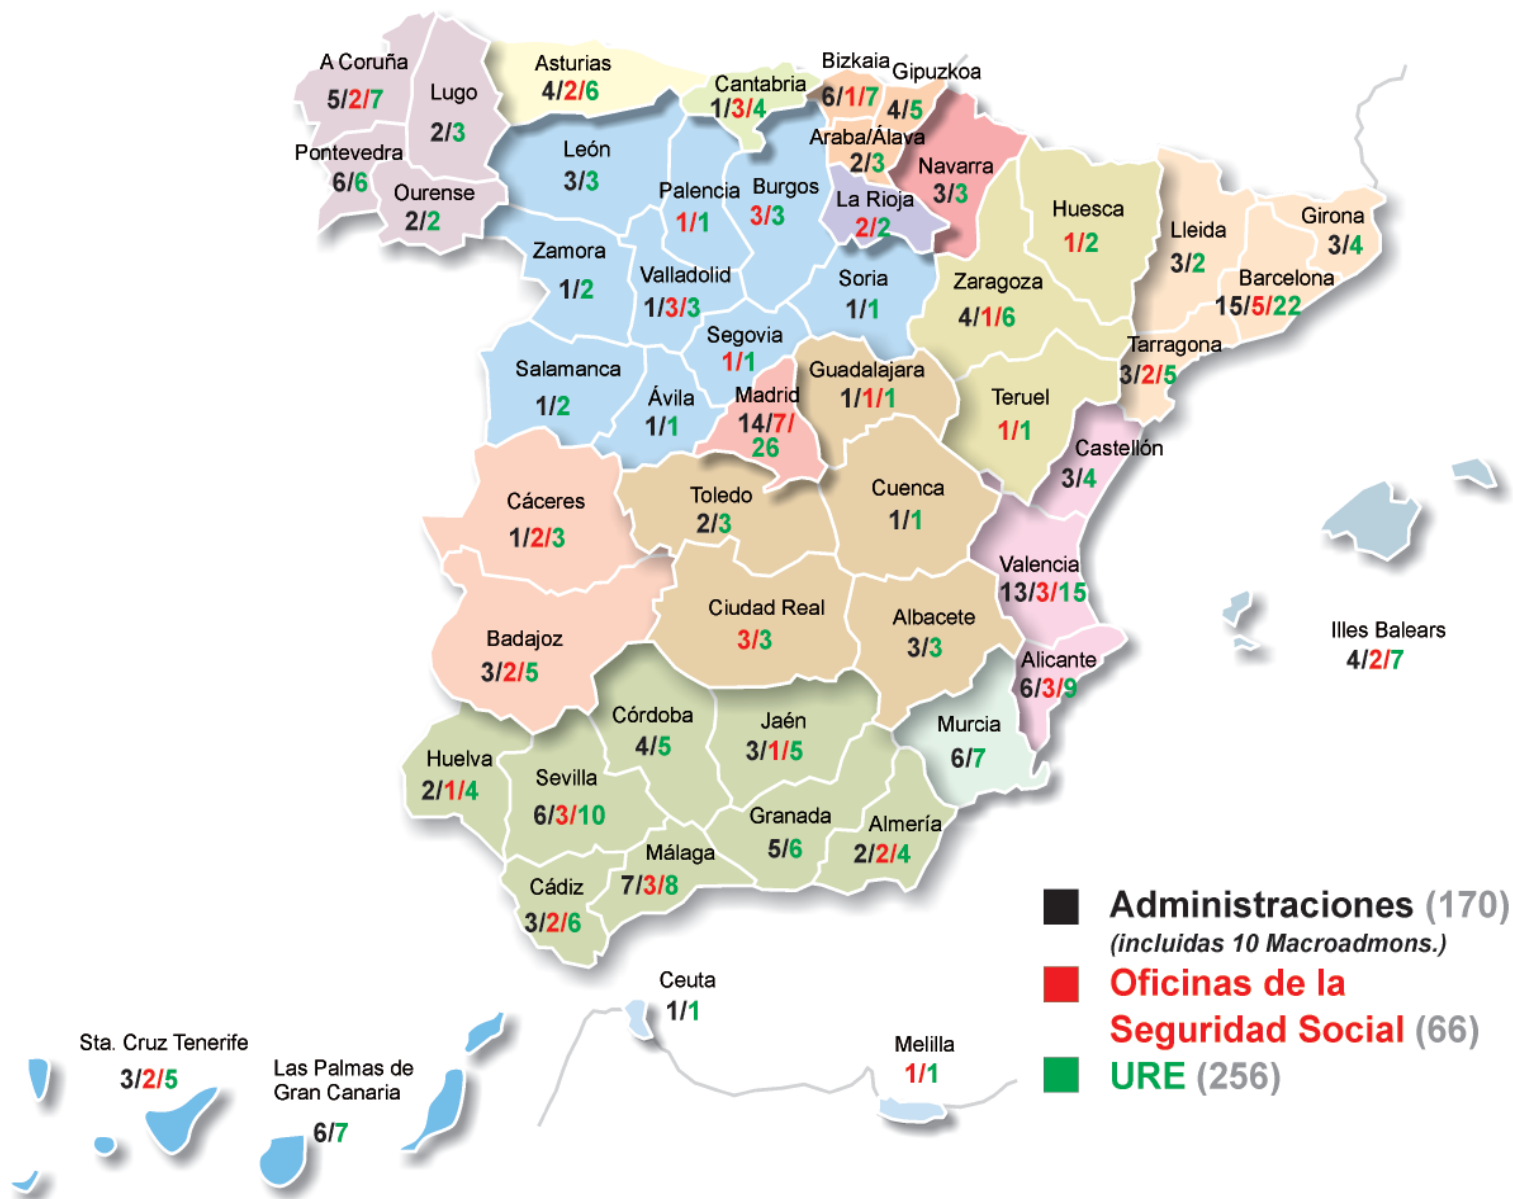 A Coruña
5/2/7
Lugo
2/3
Pontevedra
6/6
Ourense
2/2
Asturias
4/2/6
Cantabria
1/3/4
Bizkaia
6/1/7
Gipuzkoa
4/5
Araba/Álava
2/3
Navarra
3/3
La Rioja
2/2
León
3/3
Palencia
1/1
Burgos
3/3
Zamora
1/2
Valladolid
1/3/3
Soria
1/1
Segovia
1/1
Salamanca
1/2
Ávila
1/1
Madrid
14/7/
26
Huesca
1/2
Zaragoza
4/1/6
Teruel
1/1
Lleida
3/2
Girona
3/4
Barcelona
15/5/22
Tarragona
3/2/5
Guadalajara
1/1/1
Toledo
2/3
Cuenca
1/1
Ciudad Real
3/3
Albacete
3/3
Cáceres
1/2/3
Badajoz
3/2/5
Castellón
3/4
Valencia
13/3/15
Alicante
6/3/9
Illes Balears
4/2/7
Murcia
6/7
Huelva
2/1/4
Sevilla
6/3/10
Córdoba
4/5
Jaén
3/1/5
Granada
5/6
Almería
2/2/4
Málaga
7/3/8
Cádiz
3/2/6
Ceuta
1/1
Melilla
1/1
Sta. Cruz Tenerife
3/2/5
Las Palmas de
Gran Canaria
6/7
Administraciones (170)
(incluidas 10 Macroadmons.)
Oficinas de la
Seguridad Social (66)
URE (256)